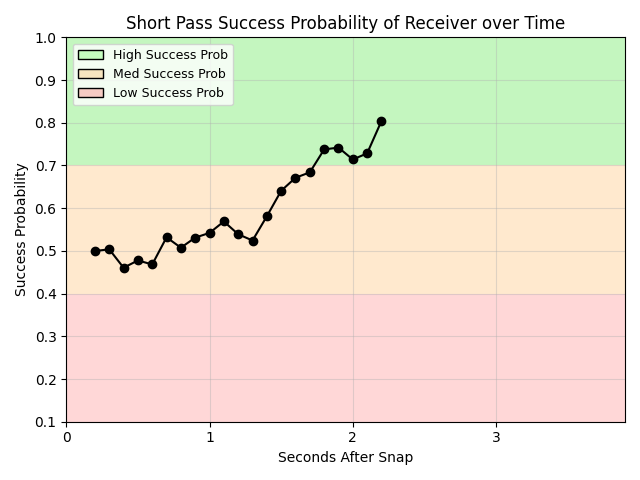 Short Pass Success Probability of Receiver over Time
High Success Prob
Med Success Prob
Low Success Prob
Success Probability
1.0
0.9
0.8
0.7
0.6
0.5
0.4
0.3
0.2
0.1
0 1 2 3
Seconds After Snap